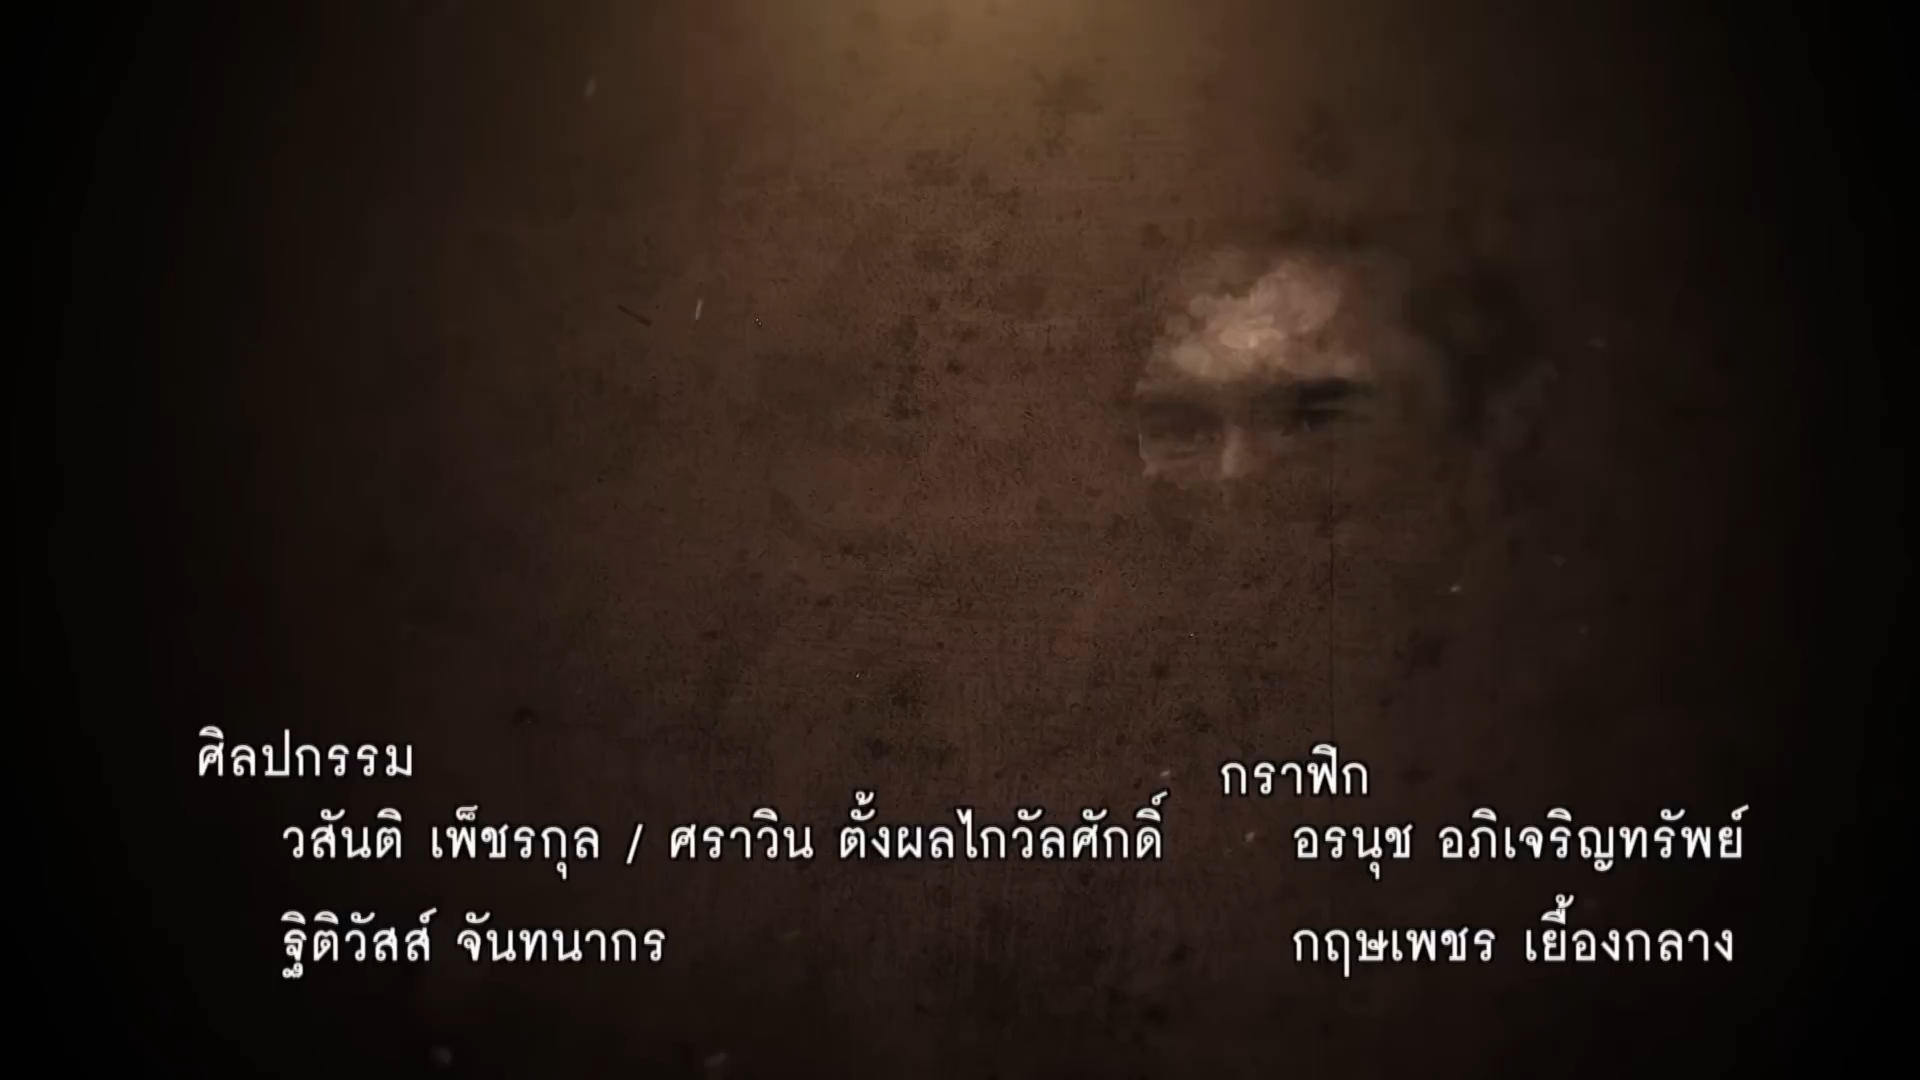 ศิลปกรรม
วสันติ เพ็ชรกุล / ศราวิน ตั้งผลไกวัลศักดิ์
ฐิติวัสส์ จันทนากร
กราฟิก
อรนุช อภิเจริญทรัพย์
กฤษเพชร เยื้องกลาง